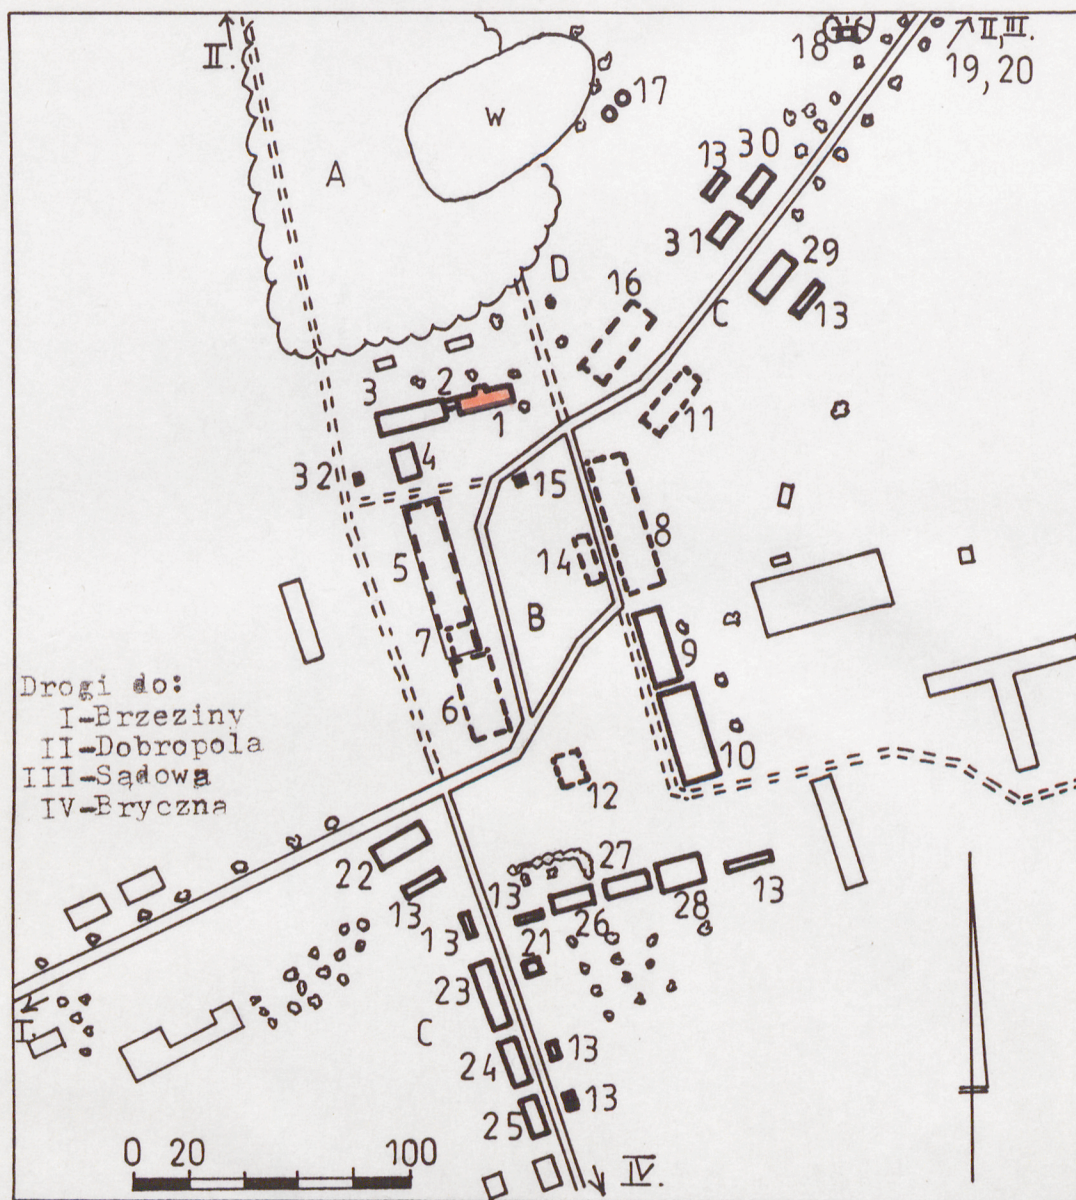 II.
II, III.
18
19, 20
W
17
A
13 30
31
29
D
16
C
13
3 2
1
11
32 4
15
5
14
8
B
7
9
6
Drogi do:
I-Brzeziny
II-Dobropola
III-Sądowa
IV-Bryczna
10
12
22
27
13
13
26
28
13
13
21
23
C
24
13
25
13
I.
0 20 100
IV.